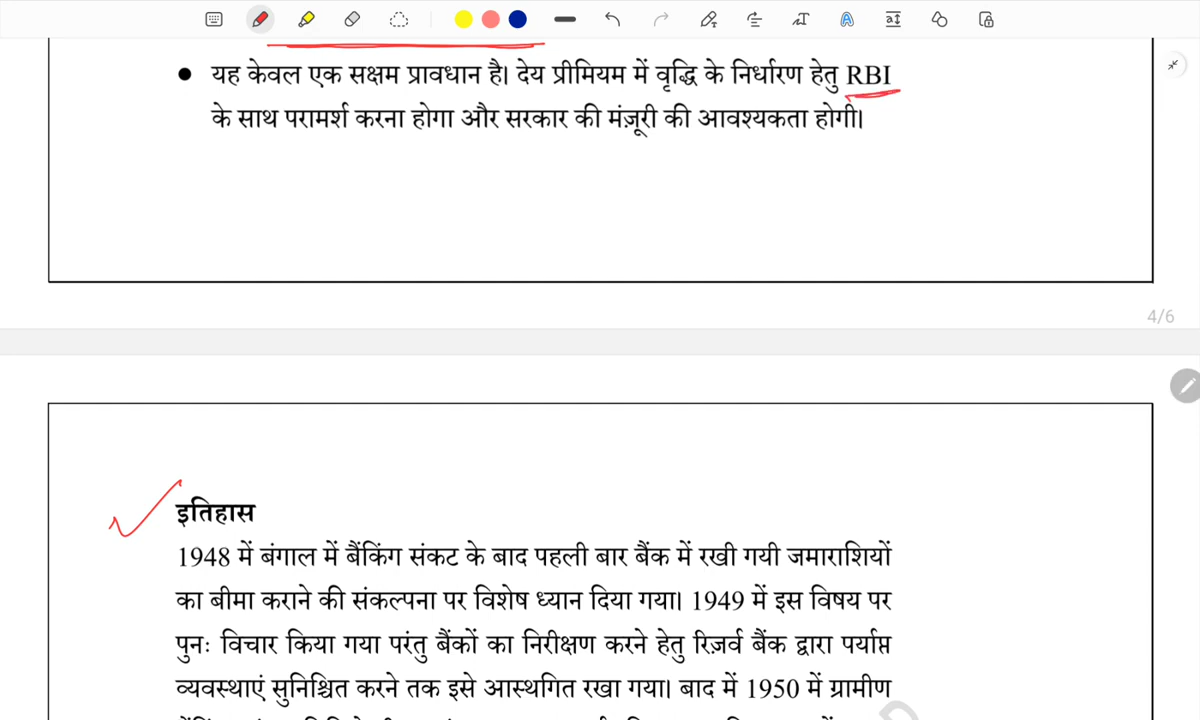 यह केवल एक सक्षम प्रावधान है। देय प्रीमियम में वृद्धि के निर्धारण हेतु RBI
के साथ परामर्श करना होगा और सरकार की मंज़ूरी की आवश्यकता होगी।
4/6
इतिहास
1948 में बंगाल में बैंकिंग संकट के बाद पहली बार बैंक में रखी गयी जमाराशियों
का बीमा कराने की संकल्पना पर विशेष ध्यान दिया गया। 1949 में इस विषय पर
पुनः विचार किया गया परंतु बैंकों का निरीक्षण करने हेतु रिज़र्व बैंक द्वारा पर्याप्त
व्यवस्थाएं सुनिश्चित करने तक इसे आस्थगित रखा गया। बाद में 1950 में ग्रामीण